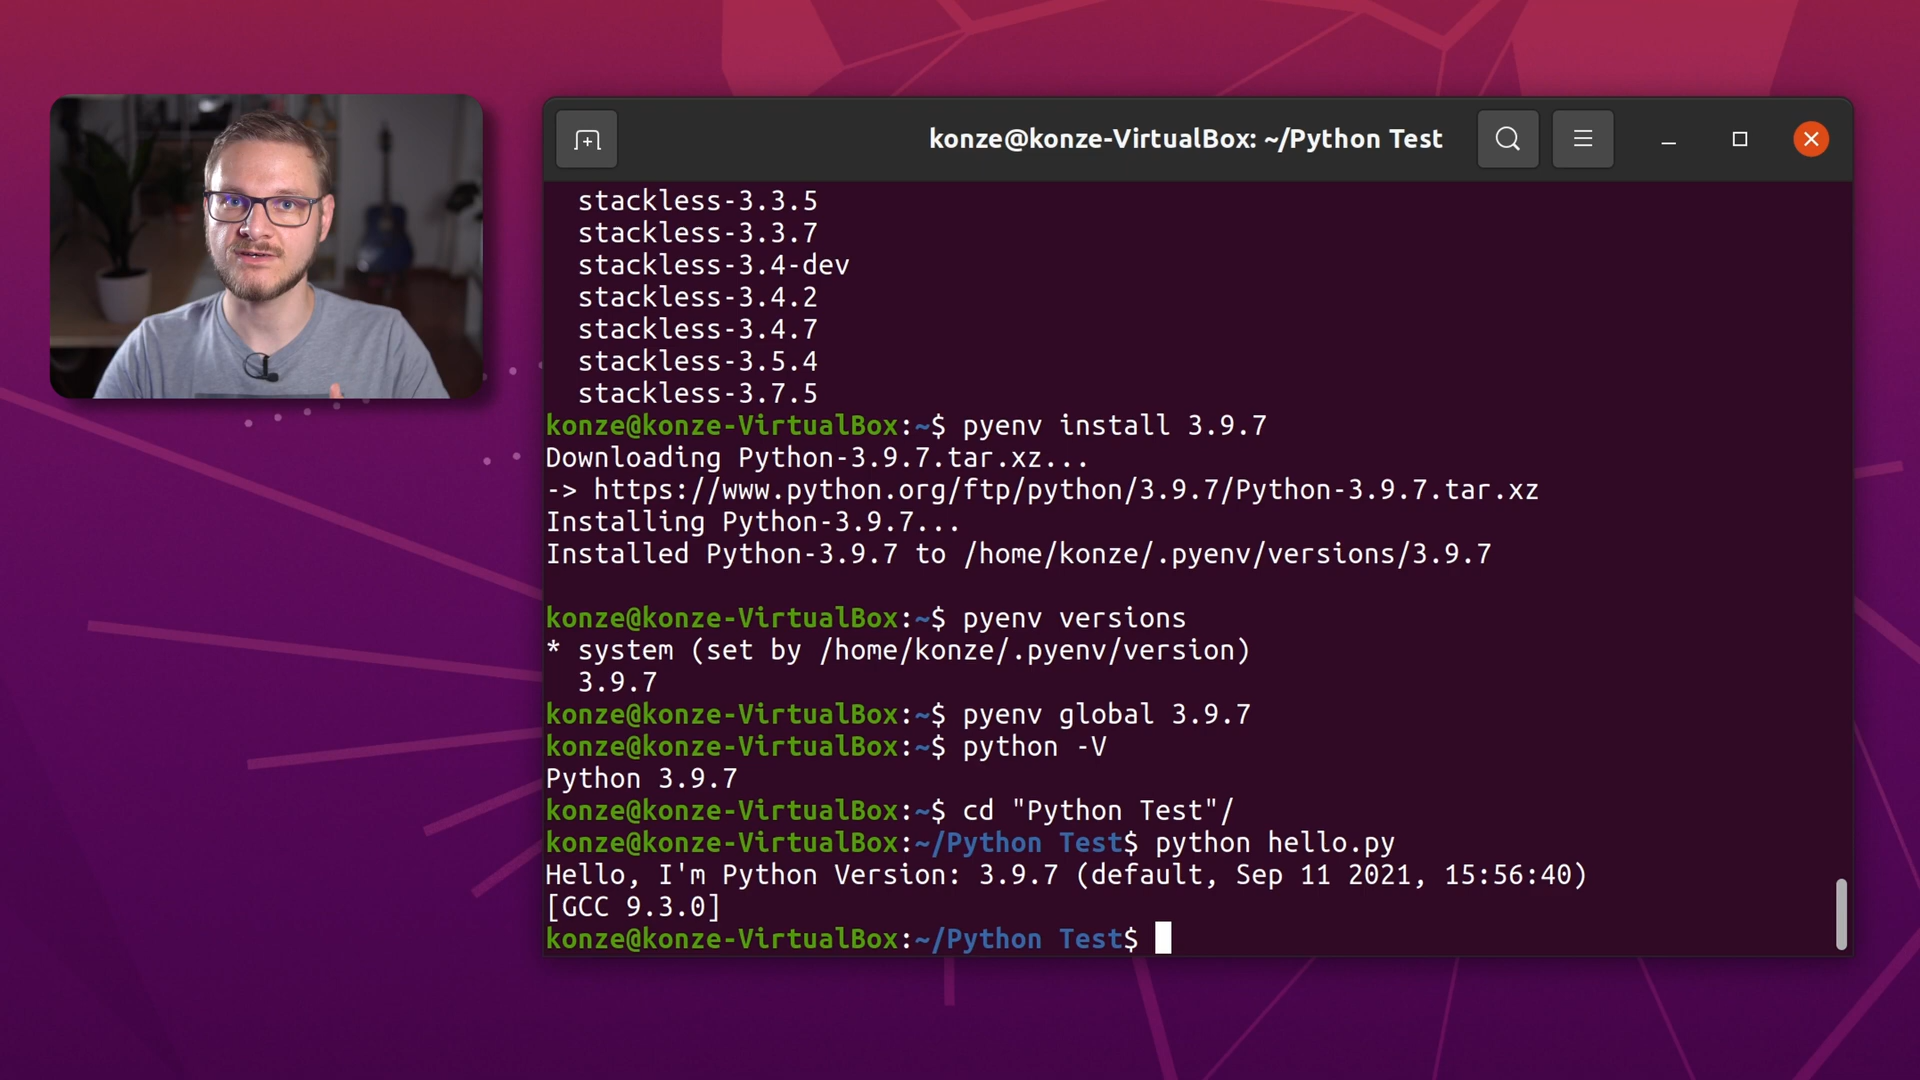 konze@konze-VirtualBox: ~/Python Test
stackless-3.3.5
stackless-3.3.7
stackless-3.4-dev
stackless-3.4.2
stackless-3.4.7
stackless-3.5.4
stackless-3.7.5
konze@konze-VirtualBox:~$ pyenv install 3.9.7
Downloading Python-3.9.7.tar.xz...
-> https://www.python.org/ftp/python/3.9.7/Python-3.9.7.tar.xz
Installing Python-3.9.7...
Installed Python-3.9.7 to /home/konze/.pyenv/versions/3.9.7
konze@konze-VirtualBox:~$ pyenv versions
* system (set by /home/konze/.pyenv/version)
3.9.7
konze@konze-VirtualBox:~$ pyenv global 3.9.7
konze@konze-VirtualBox:~$ python -V
Python 3.9.7
konze@konze-VirtualBox:~$ cd "Python Test"/
konze@konze-VirtualBox:~/Python Test$ python hello.py
Hello, I'm Python Version: 3.9.7 (default, Sep 11 2021, 15:56:40)
[GCC 9.3.0]
konze@konze-VirtualBox:~/Python Test$